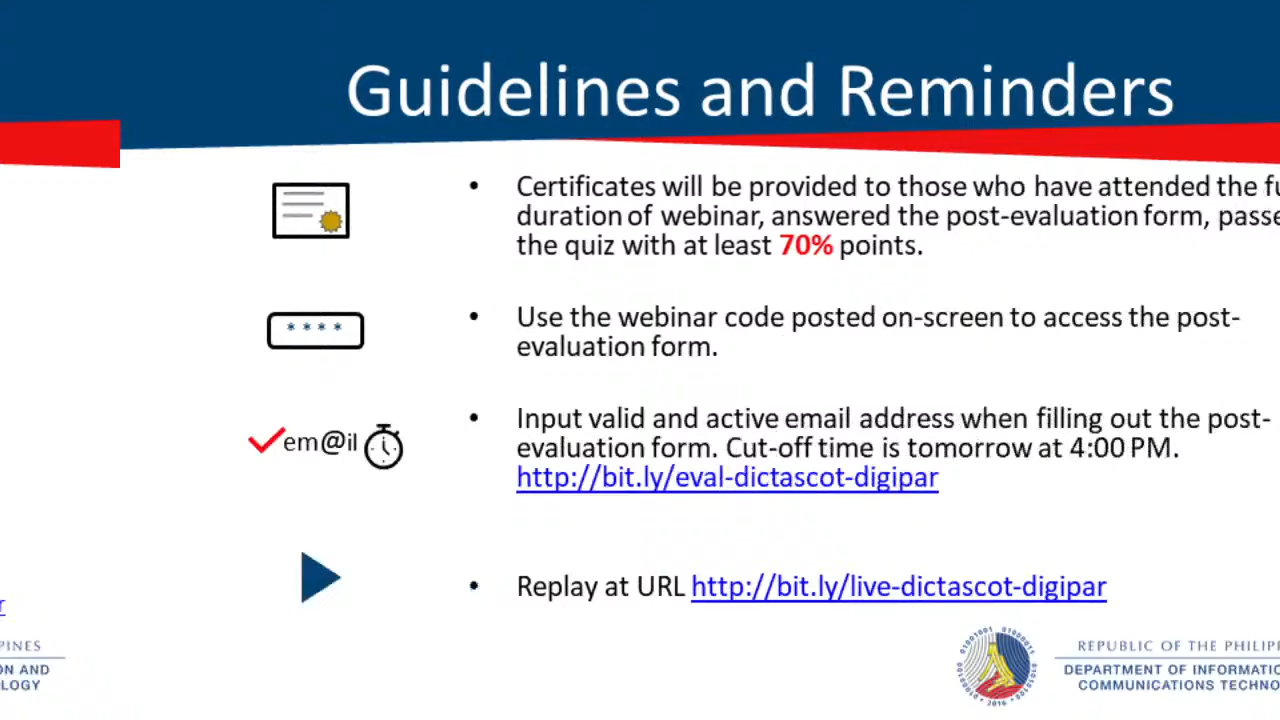 Guidelines and Reminders
• Certificates will be provided to those who have attended the fu
duration of webinar, answered the post-evaluation form, passe
the quiz with at least 70% points.
* * * *
• Use the webinar code posted on-screen to access the post-
evaluation form.
em@il
• Input valid and active email address when filling out the post-
evaluation form. Cut-off time is tomorrow at 4:00 PM.
http://bit.ly/eval-dictascot-digipar
• Replay at URL http://bit.ly/live-dictascot-digipar
r
PINES
ON AND
LOGY
REPUBLIC OF THE PHILIPP
DEPARTMENT OF INFORMATIO
COMMUNICATIONS TECHNO
2016